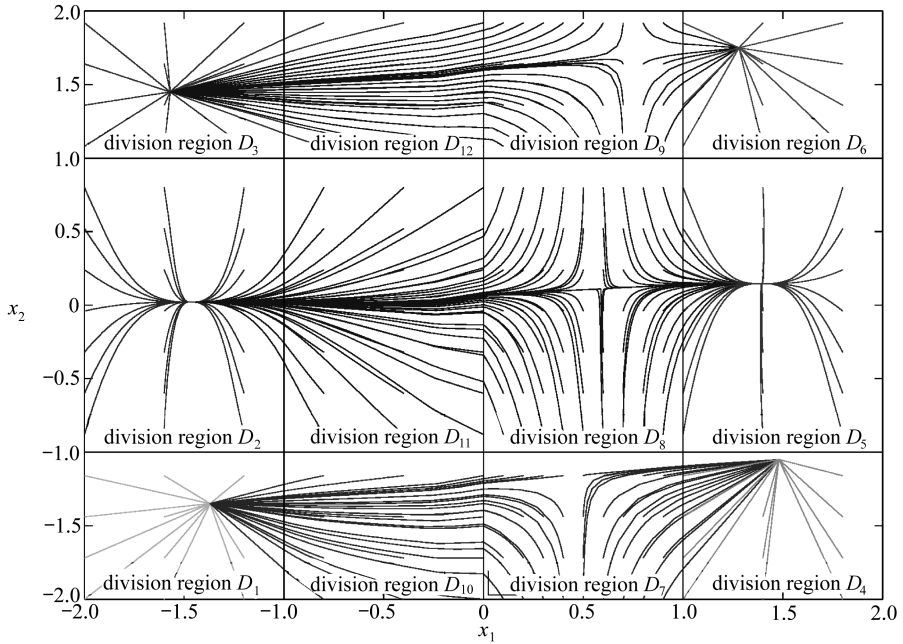 2.0
1.5
division region D₃ division region D₁₂ division region D₉ division region D₆
1.0
0.5
x₂
0
−0.5
division region D₂ division region D₁₁ division region D₈ division region D₅
−1.0
−1.5
division region D₁ division region D₁₀ division region D₇ division region D₄
−2.0
−2.0 −1.5 −1.0 −0.5 0 0.5 1.0 1.5 2.0
x₁